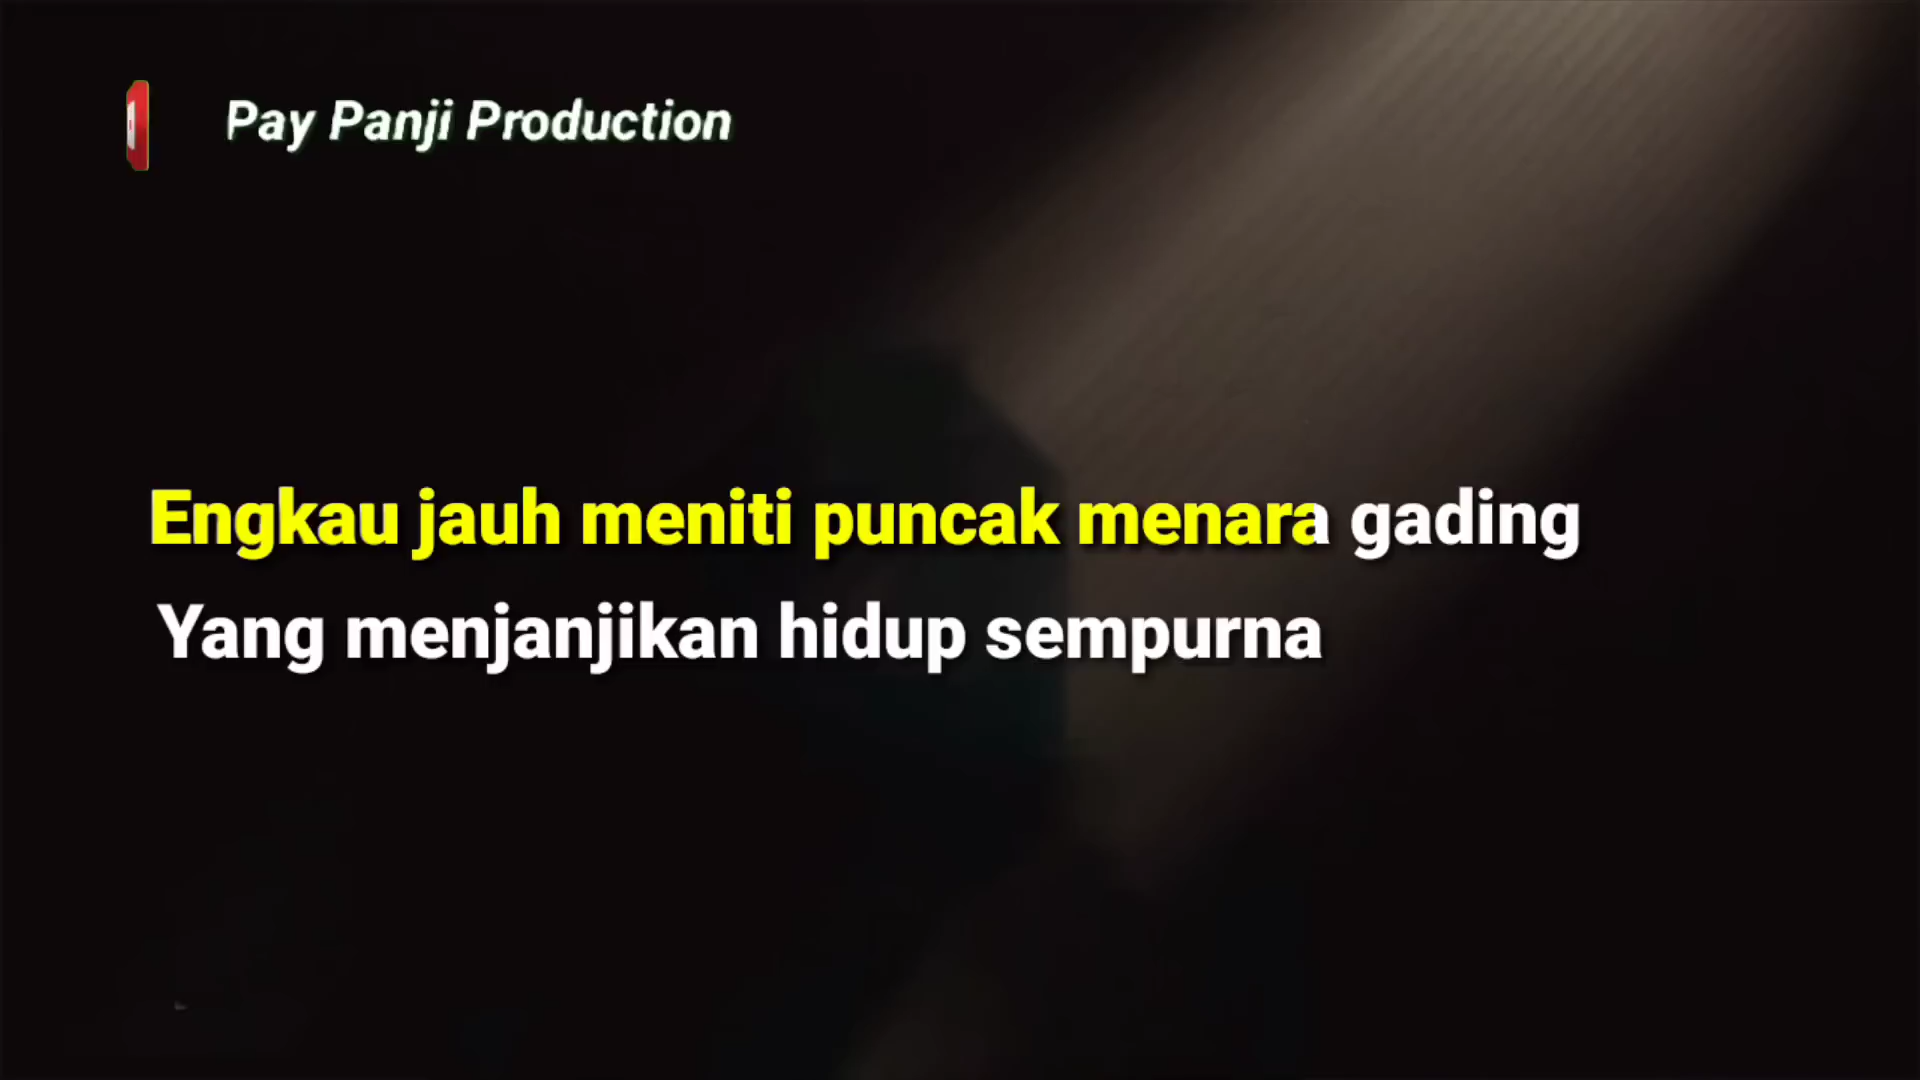 Pay Panji Production
Engkau jauh meniti puncak menara gading
Yang menjanjikan hidup sempurna